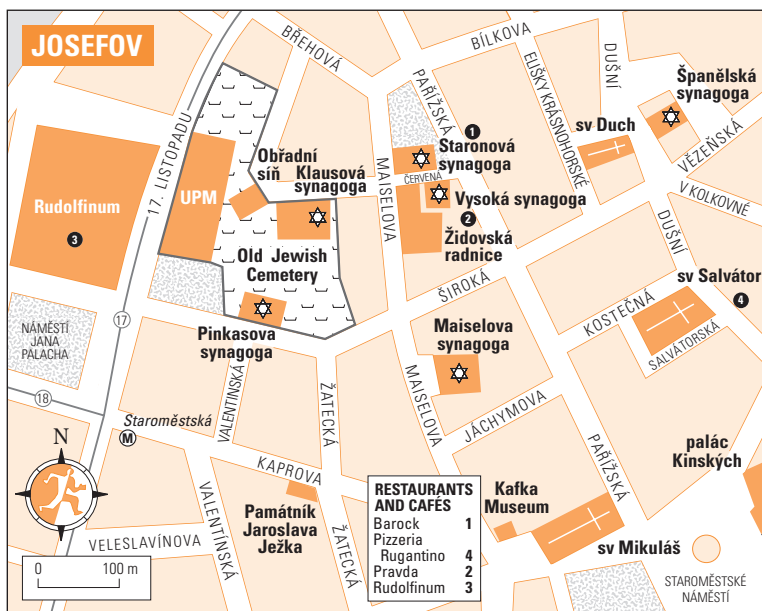 JOSEFOV
BŘEHOVÁ
BÍLKOVA
DUŠNÍ
Španělská
synagoga
17. LISTOPADU
PAŘÍŽSKÁ
ELIŠKY KRÁSNOHORSKÉ
sv Duch
VĚZEŇSKÁ
1
Staronová
synagoga
Obřadní
síň
Klausová
synagoga
MAISELOVA
ČERVENÁ
V KOLKOVNÉ
UPM
Vysoká synagoga
Rudolfinum
3
2
Židovská
radnice
DUŠNÍ
Old Jewish
Cemetery
ŠIROKÁ
sv Salvátor
4
KOSTEČNÁ
SALVÁTORSKÁ
17
NÁMĚSTÍ
JANA
PALACHA
Pinkasova
synagoga
Maiselova
synagoga
18
Staroměstská
M
VALENTINSKÁ
ŽATECKÁ
MAISELOVA
JÁCHYMOVA
PAŘÍŽSKÁ
palác
Kinských
N
KAPROVA
VALENTÍNSKÁ
Památník
Jaroslava
Ježka
ŽATECKÁ
RESTAURANTS
AND CAFÉS
Barock 1
Pizzeria
Rugantino 4
Pravda 2
Rudolfinum 3
Kafka
Museum
sv Mikuláš
VELESLAVÍNOVA
0 100 m
STAROMĚSTSKÉ
NÁMĚSTÍ